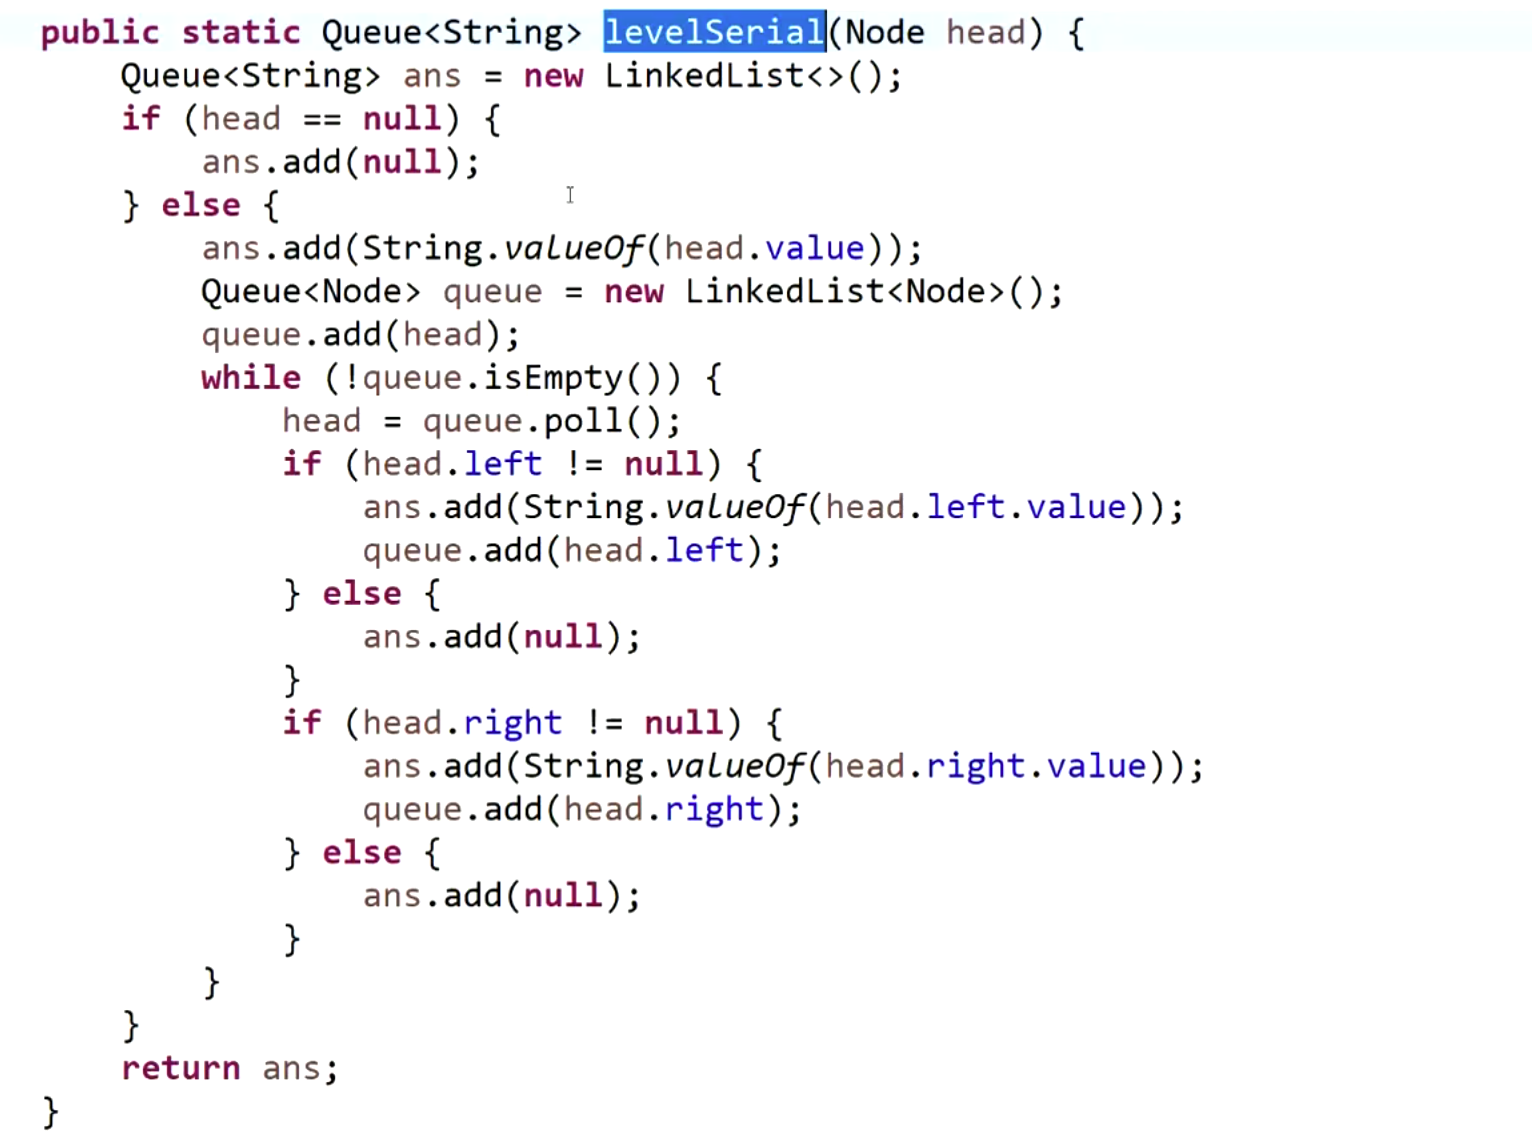 public static Queue<String> levelSerial(Node head) {
    Queue<String> ans = new LinkedList<>();
    if (head == null) {
        ans.add(null);
    } else {
        ans.add(String.valueOf(head.value));
        Queue<Node> queue = new LinkedList<Node>();
        queue.add(head);
        while (!queue.isEmpty()) {
            head = queue.poll();
            if (head.left != null) {
                ans.add(String.valueOf(head.left.value));
                queue.add(head.left);
            } else {
                ans.add(null);
            }
            if (head.right != null) {
                ans.add(String.valueOf(head.right.value));
                queue.add(head.right);
            } else {
                ans.add(null);
            }
        }
    }
    return ans;
}